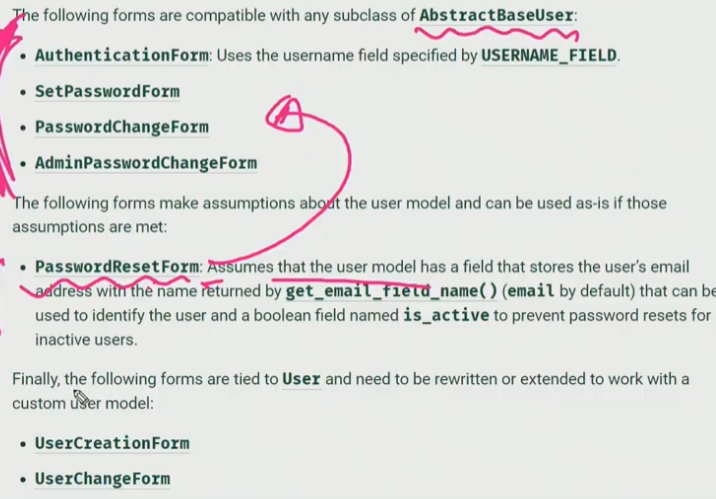 The following forms are compatible with any subclass of AbstractBaseUser:
• AuthenticationForm: Uses the username field specified by USERNAME_FIELD.
• SetPasswordForm
• PasswordChangeForm
A
• AdminPasswordChangeForm
The following forms make assumptions about the user model and can be used as-is if those
assumptions are met:
• PasswordResetForm: Assumes that the user model has a field that stores the user's email
address with the name returned by get_email_field_name() (email by default) that can be
used to identify the user and a boolean field named is_active to prevent password resets for
inactive users.
Finally, the following forms are tied to User and need to be rewritten or extended to work with a
custom user model:
• UserCreationForm
• UserChangeForm